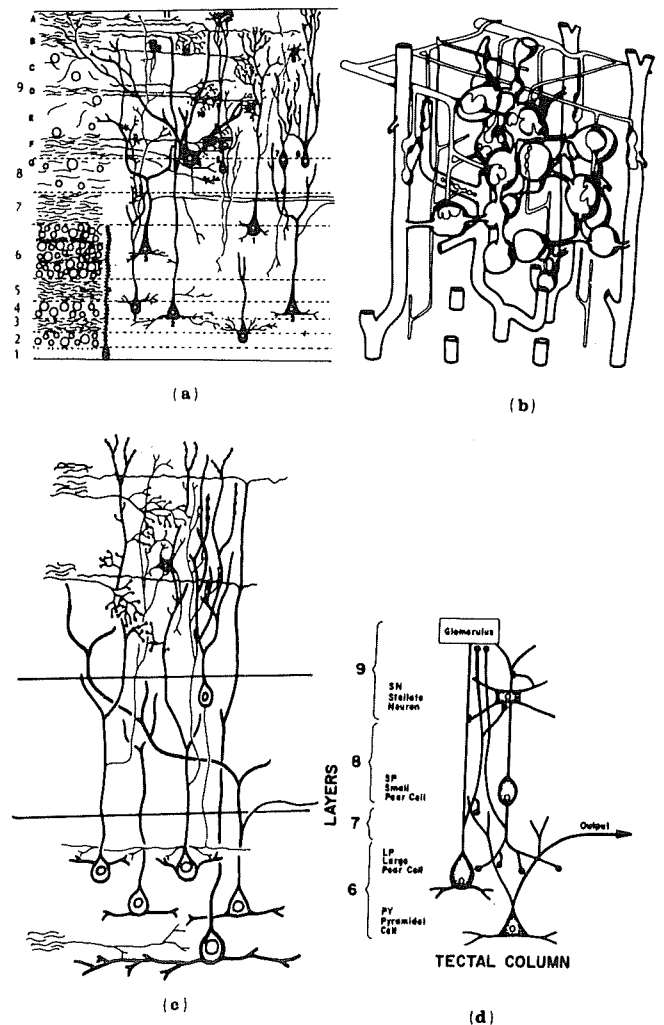 A
B
C
9
D
E
F
G
8
7
6
5
4
3
2
1
(a)
(b)
(c)
Glomerulus
9
SN
Stellate
Neuron
8
SP
Small
Pear Cell
LAYERS
7
Output
LP
Large
Pear Cell
6
PY
Pyramidal
Cell
TECTAL COLUMN
(d)